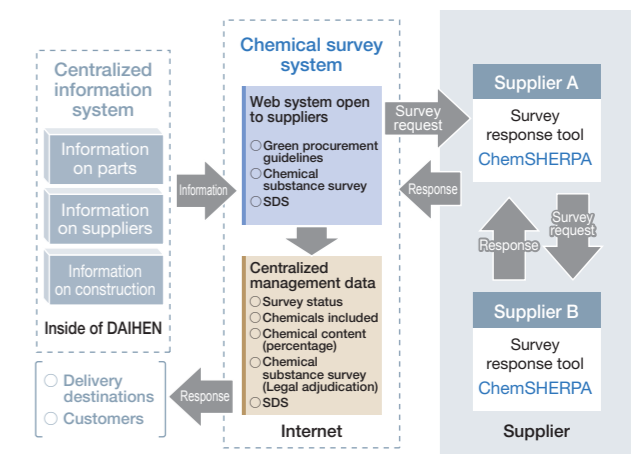 Centralized
information
system
Information
on parts
Information
on suppliers
Information
on construction
Inside of DAIHEN
Information
Chemical survey
system
Web system open
to suppliers
○Green procurement
guidelines
○Chemical
substance survey
○SDS
Centralized
management data
○Survey status
○Chemicals included
○Chemical content
(percentage)
○Chemical
substance survey
(Legal adjudication)
○SDS
Internet
Response
○ Delivery
destinations
○ Customers
Survey
request
Response
Supplier A
Survey
response tool
ChemSHERPA
Response
Survey
request
Supplier B
Survey
response tool
ChemSHERPA
Supplier